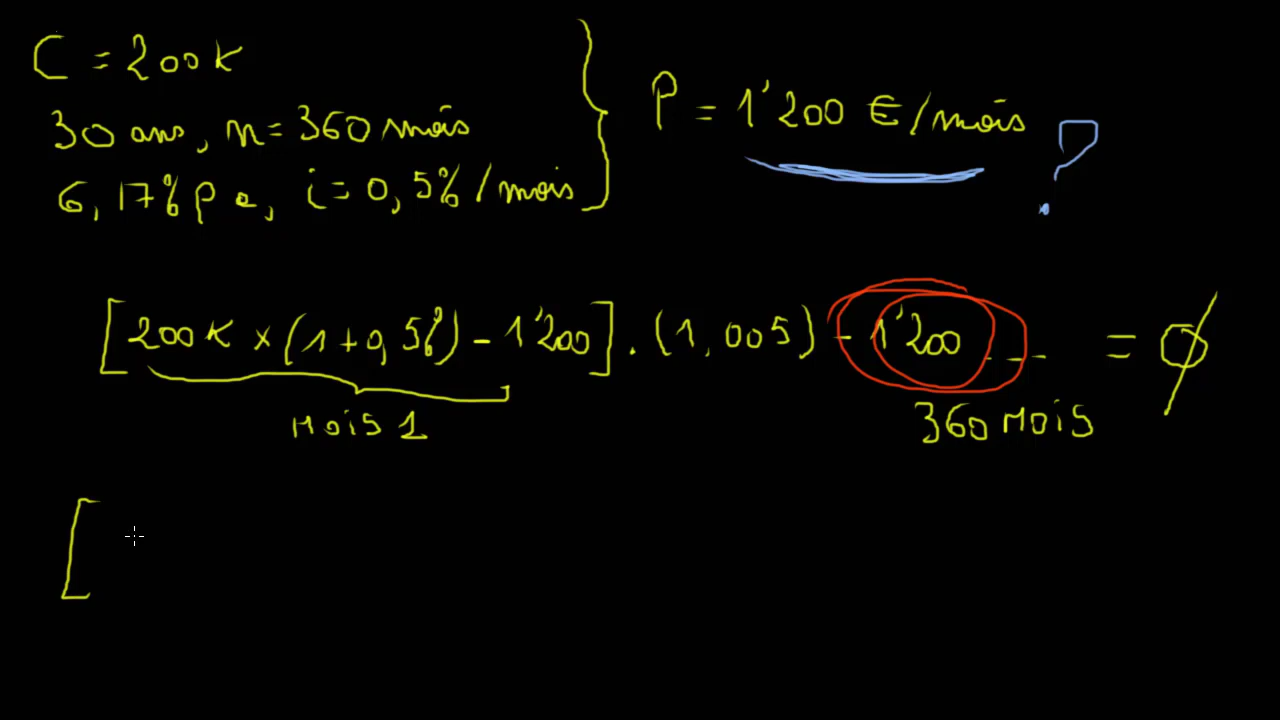 C = 200K
30 ans, n = 360 mois
6,17% pa, i = 0,5% / mois
P = 1'200 € / mois ?
[200K × (1 + 0,5%) - 1'200] . (1,005) - 1'200 --- = ∅
MOIS 1
360 MOIS
[